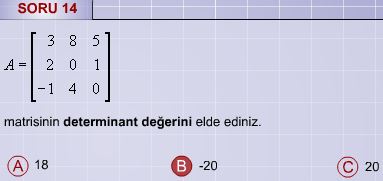 SORU 14
3 8 5
A = 2 0 1
-1 4 0
matrisinin determinant değerini elde ediniz.
A 18 B -20 C 20